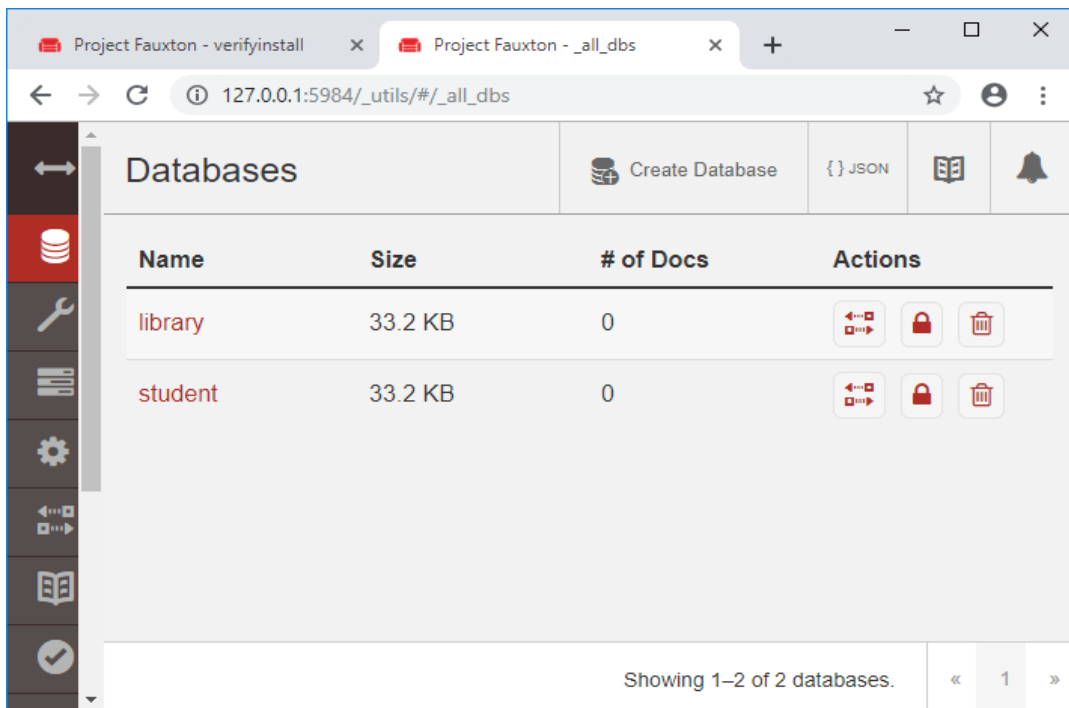 Project Fauxton - verifyinstall
Project Fauxton - _all_dbs
127.0.0.1:5984/_utils/#/_all_dbs
Databases
Create Database
{ } JSON
Name Size # of Docs Actions
library 33.2 KB 0
student 33.2 KB 0
Showing 1–2 of 2 databases.
« 1 »